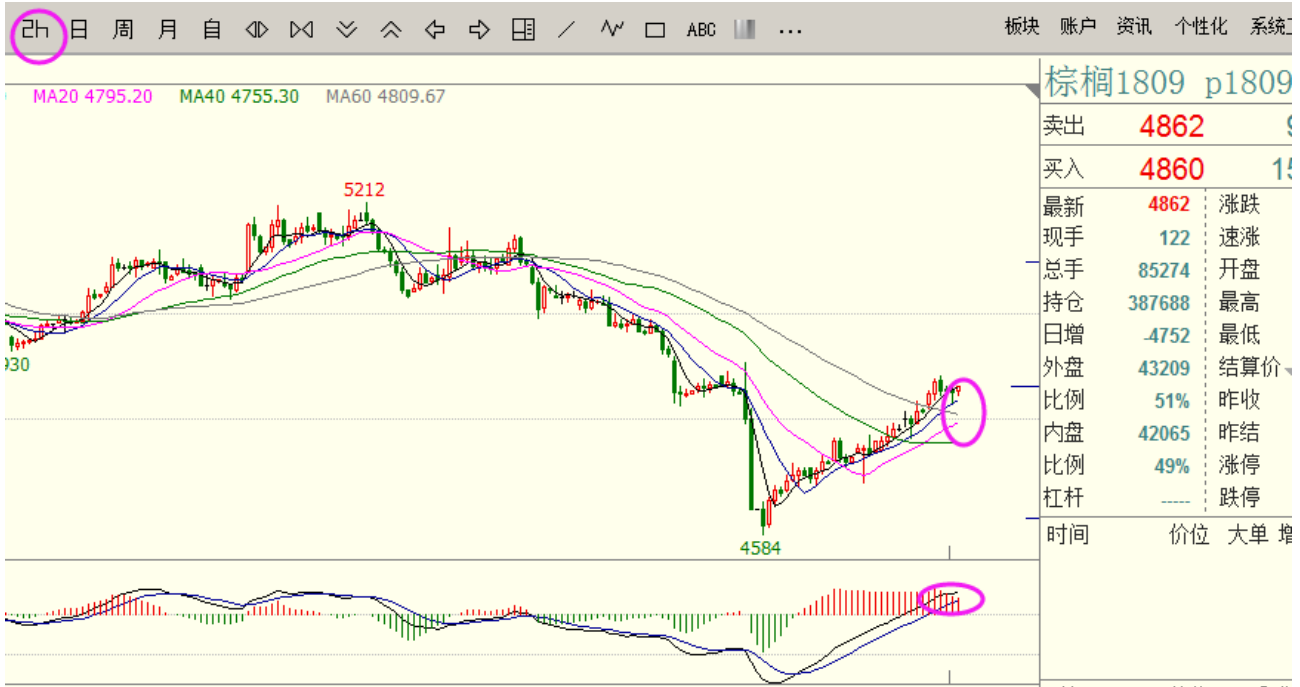 2h 日 周 月 自 ABC ... 板块 账户 资讯 个性化 系统
MA20 4795.20 MA40 4755.30 MA60 4809.67
棕榈1809 p1809
卖出 4862
买入 4860 15
最新 4862 涨跌
现手 122 速涨
总手 85274 开盘
持仓 387688 最高
日增 -4752 最低
外盘 43209 结算价
比例 51% 昨收
内盘 42065 昨结
比例 49% 涨停
杠杆 ----- 跌停
时间 价位 大单 增
5212
930
4584